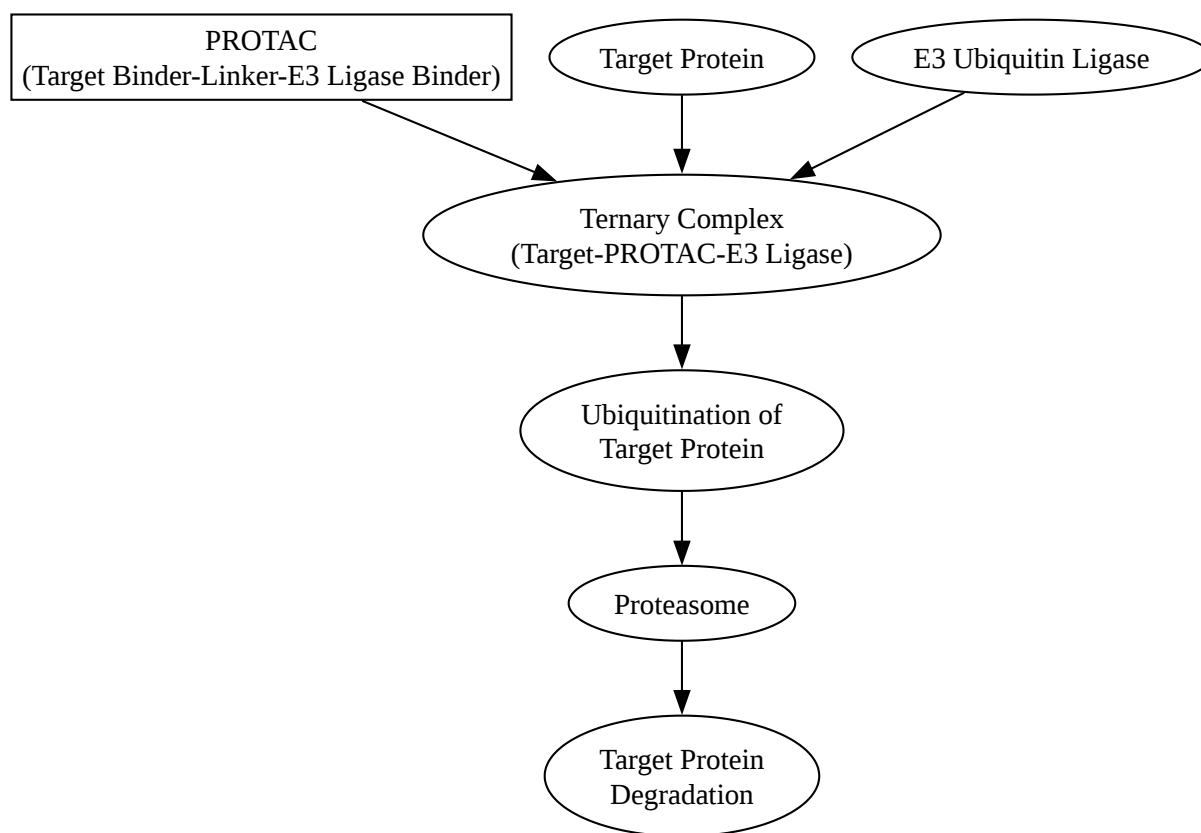 PROTAC
(Target Binder-Linker-E3 Ligase Binder)
Target Protein
E3 Ubiquitin Ligase
Ternary Complex
(Target-PROTAC-E3 Ligase)
Ubiquitination of
Target Protein
Proteasome
Target Protein
Degradation